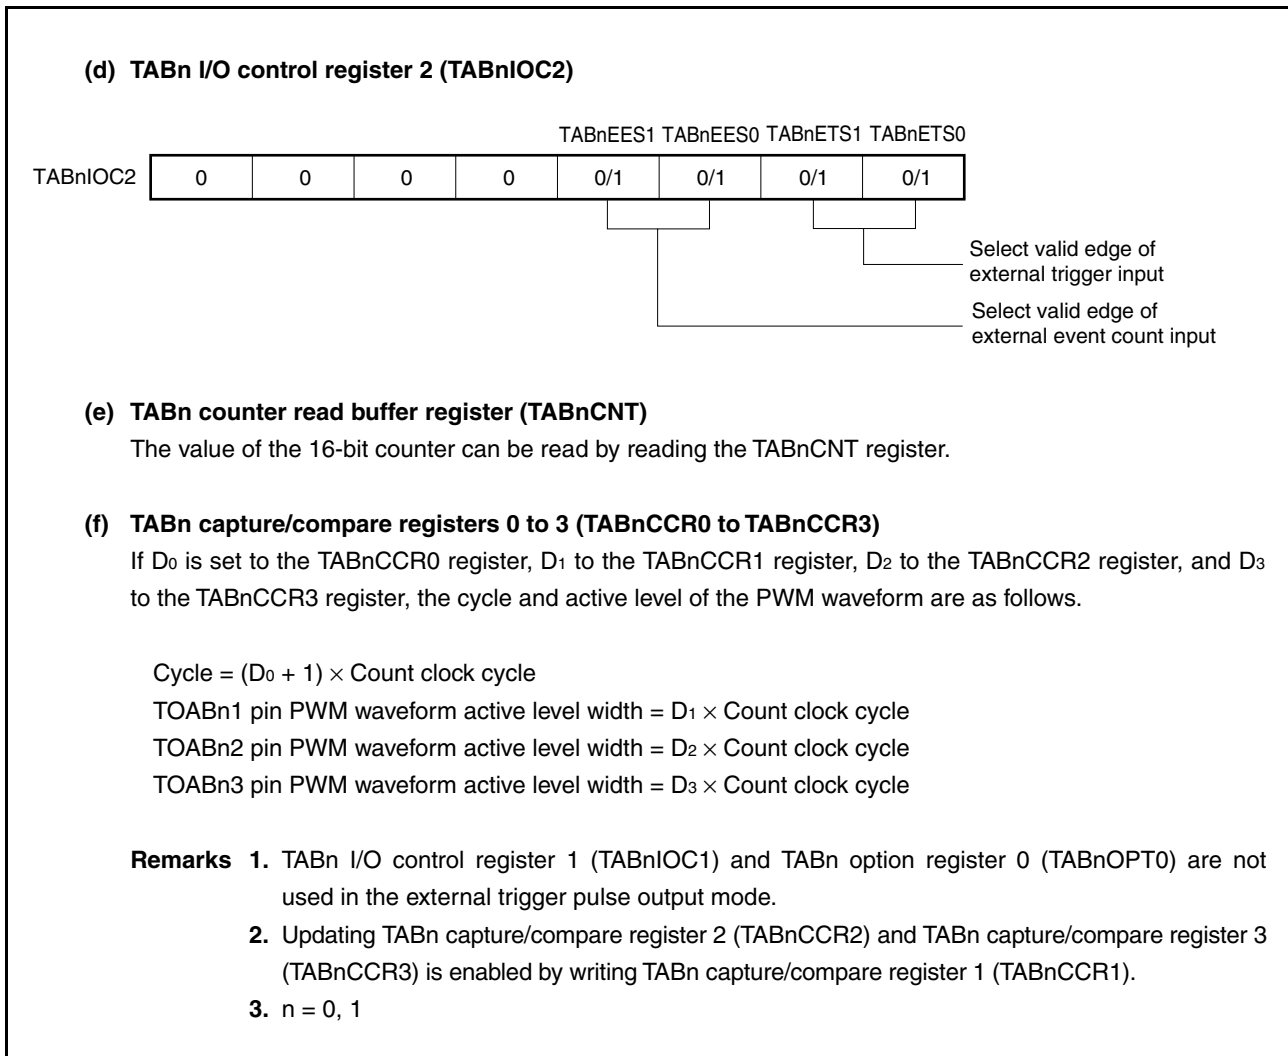 (d) TABn I/O control register 2 (TABnIOC2)
TABnEES1 TABnEES0 TABnETS1 TABnETS0
TABnIOC2 0 0 0 0 0/1 0/1 0/1 0/1
Select valid edge of
external trigger input
Select valid edge of
external event count input
(e) TABn counter read buffer register (TABnCNT)
The value of the 16-bit counter can be read by reading the TABnCNT register.
(f) TABn capture/compare registers 0 to 3 (TABnCCR0 to TABnCCR3)
If D0 is set to the TABnCCR0 register, D1 to the TABnCCR1 register, D2 to the TABnCCR2 register, and D3
to the TABnCCR3 register, the cycle and active level of the PWM waveform are as follows.
Cycle = (D0 + 1) × Count clock cycle
TOABn1 pin PWM waveform active level width = D1 × Count clock cycle
TOABn2 pin PWM waveform active level width = D2 × Count clock cycle
TOABn3 pin PWM waveform active level width = D3 × Count clock cycle
Remarks 1. TABn I/O control register 1 (TABnIOC1) and TABn option register 0 (TABnOPT0) are not
used in the external trigger pulse output mode.
2. Updating TABn capture/compare register 2 (TABnCCR2) and TABn capture/compare register 3
(TABnCCR3) is enabled by writing TABn capture/compare register 1 (TABnCCR1).
3. n = 0, 1